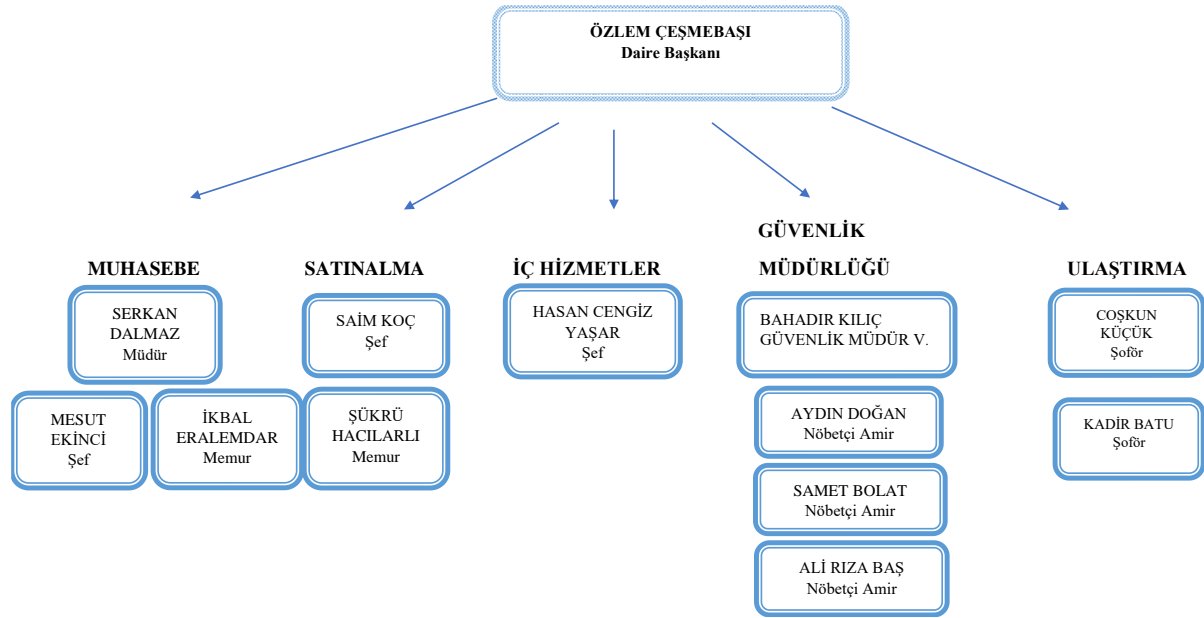 ÖZLEM ÇEŞMEBAŞI
Daire Başkanı
MUHASEBE
SERKAN
DALMAZ
Müdür
MESUT
EKİNCİ
Şef
İKBAL
ERALEMDAR
Memur
SATINALMA
SAİM KOÇ
Şef
ŞÜKRÜ
HACILARLI
Memur
İÇ HİZMETLER
HASAN CENGİZ
YAŞAR
Şef
GÜVENLİK
MÜDÜRLÜĞÜ
BAHADIR KILIÇ
GÜVENLİK MÜDÜR V.
AYDIN DOĞAN
Nöbetçi Amir
SAMET BOLAT
Nöbetçi Amir
ALİ RIZA BAŞ
Nöbetçi Amir
ULAŞTIRMA
COŞKUN
KÜÇÜK
Şoför
KADİR BATU
Şoför